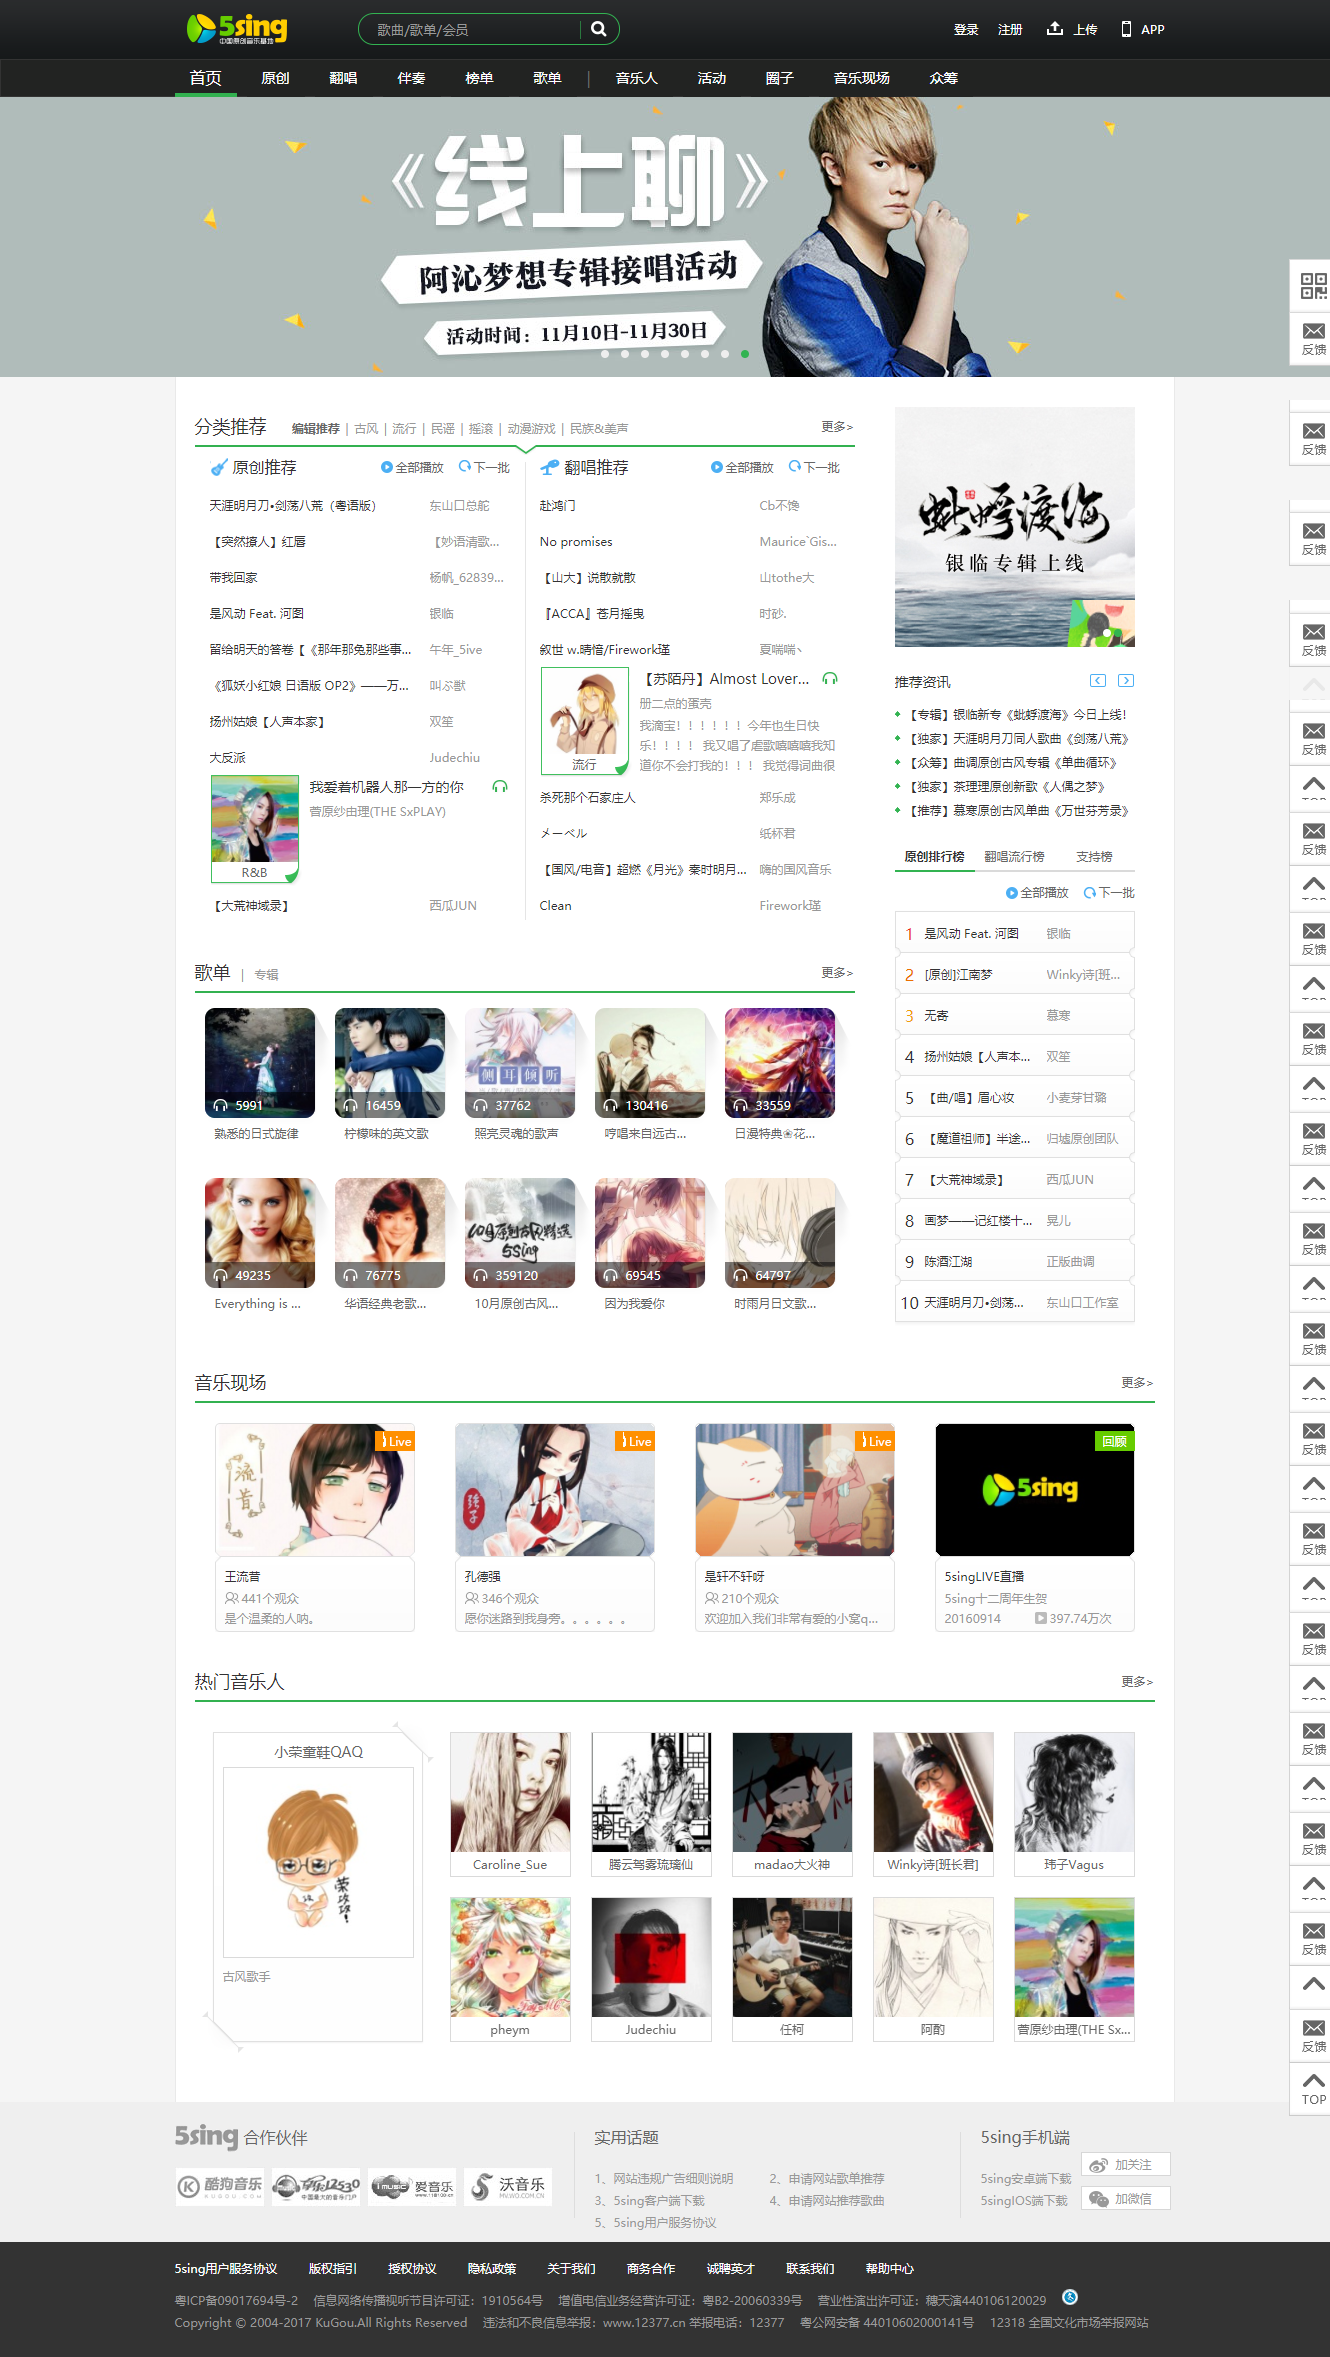 5sing
中国原创音乐基地
歌曲/歌单/会员
登录 注册 上传 APP
首页 原创 翻唱 伴奏 榜单 歌单 | 音乐人 活动 圈子 音乐现场 众筹
《线上聊》
阿沁梦想专辑接唱活动
活动时间：11月10日-11月30日
反馈
分类推荐 编辑推荐 | 古风 | 流行 | 民谣 | 摇滚 | 动漫游戏 | 民族&美声 更多>
原创推荐 全部播放 下一批
天涯明月刀•剑荡八荒（粤语版） 东山口总舵
【突然撩人】红唇 【妙语清歌...
带我回家 杨帆_62839...
是风动 Feat. 河图 银临
留给明天的答卷【《那年那兔那些事... 午年_5ive
《狐妖小红娘 日语版 OP2》——万... 叫ぶ獣
扬州姑娘【人声本家】 双笙
大反派 Judechiu
我爱着机器人那一方的你
菅原纱由理(THE SxPLAY)
R&B
【大荒神域录】 西瓜JUN
翻唱推荐 全部播放 下一批
赴鸿门 Cb不馋
No promises Maurice`Gis...
【山大】说散就散 山tothe大
『ACCA』苍月摇曳 时砂.
叙世 w.晴愔/Firework瑾 夏喘喘丶
【苏陌丹】Almost Lover...
册二点的蛋壳
我滴宝！！！！！！今年也生日快
乐！！！！ 我又唱了虐歌嘻嘻嘻我知
道你不会打我的！！！ 我觉得词曲很
流行
杀死那个石家庄人 郑乐成
メーベル 纸杯君
【国风/电音】超燃《月光》秦时明月... 嗨的国风音乐
Clean Firework瑾
蚍蜉渡海
银临专辑上线
推荐资讯
【专辑】银临新专《蚍蜉渡海》今日上线!
【独家】天涯明月刀同人歌曲《剑荡八荒》
【众筹】曲调原创古风专辑《单曲循环》
【独家】茶理理原创新歌《人偶之梦》
【推荐】慕寒原创古风单曲《万世芬芳录》
原创排行榜 翻唱流行榜 支持榜
全部播放 下一批
1 是风动 Feat. 河图 银临
2 [原创]江南梦 Winky诗[班...
3 无寄 慕寒
4 扬州姑娘【人声本... 双笙
5 【曲/唱】眉心妆 小麦芽甘璐
6 【魔道祖师】半途... 归墟原创团队
7 【大荒神域录】 西瓜JUN
8 画梦——记红楼十... 晃儿
9 陈酒江湖 正版曲调
10 天涯明月刀•剑荡... 东山口工作室
歌单 | 专辑 更多>
5991 16459 侧耳倾听 37762 130416 33559
熟悉的日式旋律 柠檬味的英文歌 照亮灵魂的歌声 哼唱来自远古... 日漫特典❀花...
49235 76775 10月原创古风精选 5Sing 359120 69545 64797
Everything is ... 华语经典老歌... 10月原创古风... 因为我爱你 时雨月日文歌...
音乐现场 更多>
流昔 Live Live Live 回顾 5sing
王流昔 孔德强 是轩不轩呀 5singLIVE直播
441个观众 346个观众 210个观众 5sing十二周年生贺
是个温柔的人呐。 愿你迷路到我身旁。。。。。。 欢迎加入我们非常有爱的小窝q... 20160914 397.74万次
热门音乐人 更多>
小荣童鞋QAQ
古风歌手
Caroline_Sue 腾云驾雾琉璃仙 madao大火神 Winky诗[班长君] 玮子Vagus
pheym Judechiu 任柯 阿酌 菅原纱由理(THE Sx...
TOP
5sing 合作伙伴
酷狗音乐 KUGOU.COM 12530 中国最大的音乐门户 iMUSIC 爱音乐 沃音乐
实用话题
1、网站违规广告细则说明 2、申请网站歌单推荐
3、5sing客户端下载 4、申请网站推荐歌曲
5、5sing用户服务协议
5sing手机端
5sing安卓端下载 加关注
5singIOS端下载 加微信
5sing用户服务协议 版权指引 授权协议 隐私政策 关于我们 商务合作 诚聘英才 联系我们 帮助中心
粤ICP备09017694号-2 信息网络传播视听节目许可证：1910564号 增值电信业务经营许可证：粤B2-20060339号 营业性演出许可证：穗天演440106120029
Copyright © 2004-2017 KuGou.All Rights Reserved 违法和不良信息举报：www.12377.cn 举报电话：12377 粤公网安备 44010602000141号 12318 全国文化市场举报网站